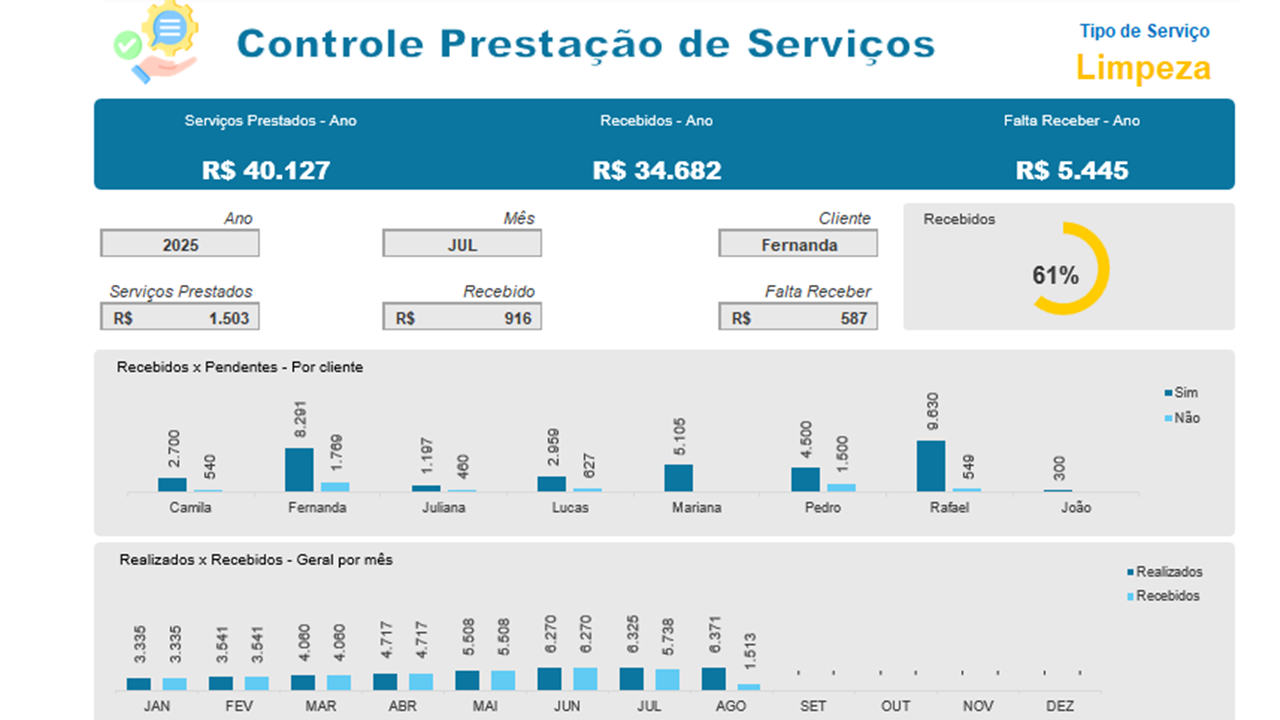 Controle Prestação de Serviços
Tipo de Serviço
Limpeza
Serviços Prestados - Ano
Recebidos - Ano
Falta Receber - Ano
R$ 40.127
R$ 34.682
R$ 5.445
Ano
Mês
Cliente
2025
JUL
Fernanda
Serviços Prestados
Recebido
Falta Receber
R$ 1.503
R$ 916
R$ 587
Recebidos
61%
Recebidos x Pendentes - Por cliente
Sim
Não
2.700
540
8.291
1.769
1.197
460
2.959
627
5.105
4.500
1.500
9.630
549
300
Camila
Fernanda
Juliana
Lucas
Mariana
Pedro
Rafael
João
Realizados x Recebidos - Geral por mês
Realizados
Recebidos
3.335
3.335
3.541
3.541
4.060
4.060
4.717
4.717
5.508
5.508
6.270
6.270
6.325
5.738
6.371
1.513
- - - - - - - -
JAN
FEV
MAR
ABR
MAI
JUN
JUL
AGO
SET
OUT
NOV
DEZ